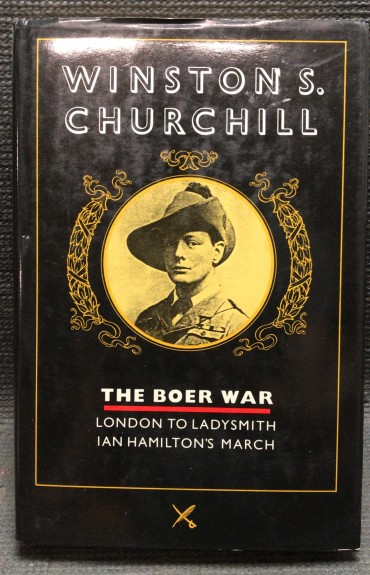 WINSTON S.
CHURCHILL
THE BOER WAR
LONDON TO LADYSMITH
IAN HAMILTON'S MARCH